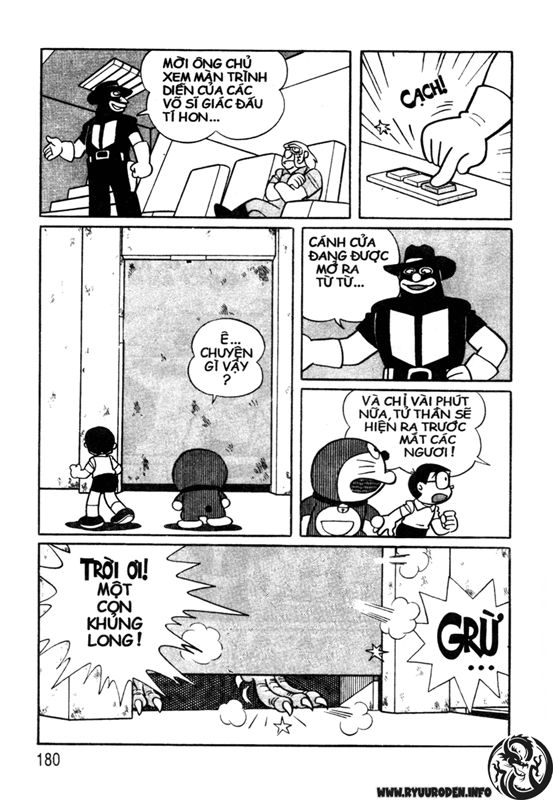 MỜI ÔNG CHỦ
XEM MÀN TRÌNH
DIỄN CỦA CÁC
VÕ SĨ GIÁC ĐẤU
TÍ HON...
CẠCH!
CÁNH CỬA
ĐANG ĐƯỢC
MỞ RA
TỪ TỪ...
Ê...
CHUYỆN
GÌ VẬY
?
VÀ CHỈ VÀI PHÚT
NỮA, TỬ THẦN SẼ
HIỆN RA TRƯỚC
MẮT CÁC
NGƯƠI!
TRỜI ƠI!
MỘT
CON
KHỦNG
LONG!
GRỪ
...
180
WWW.RYUURODEN.INFO